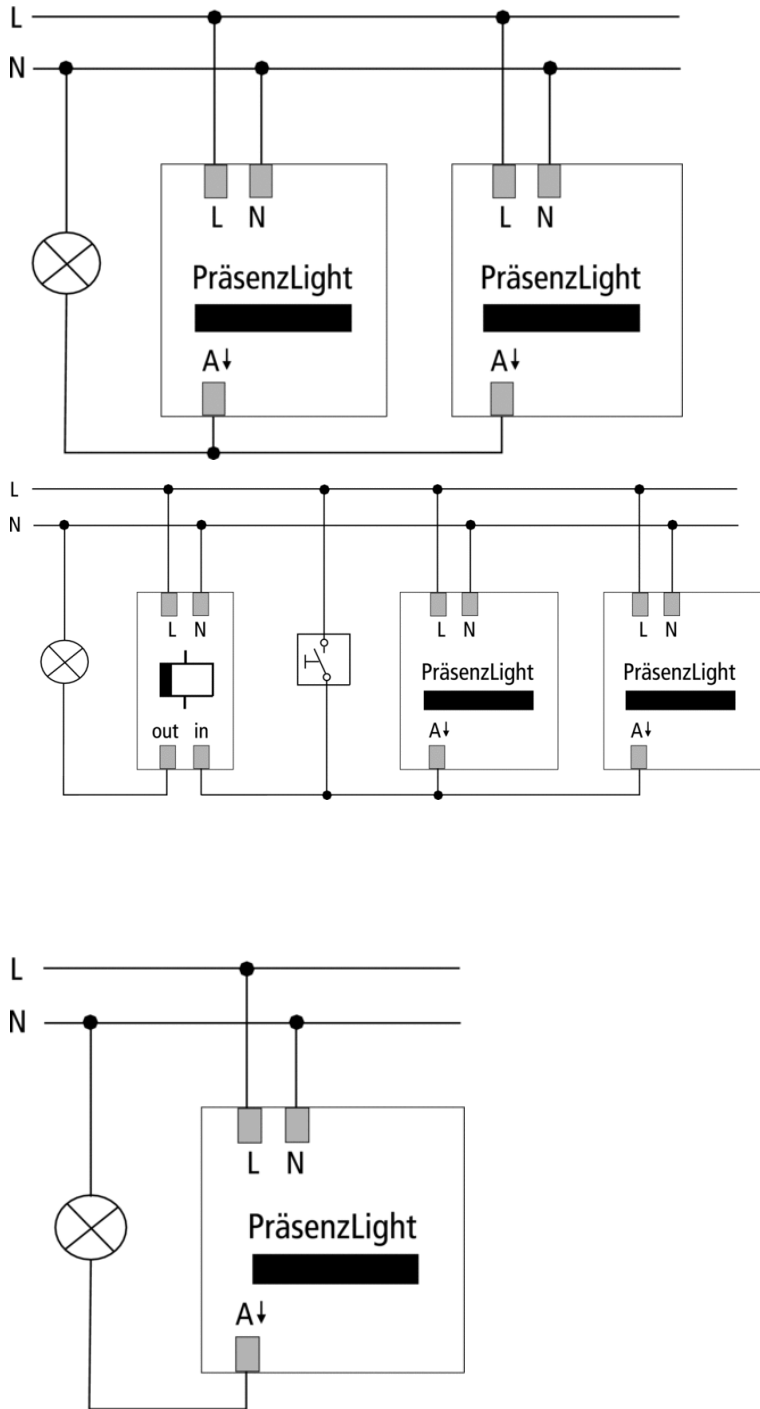 L
N
L N L N
PräsenzLight PräsenzLight
A↓ A↓
L
N
L N L N L N
PräsenzLight PräsenzLight
out in A↓ A↓
L
N
L N
PräsenzLight
A↓